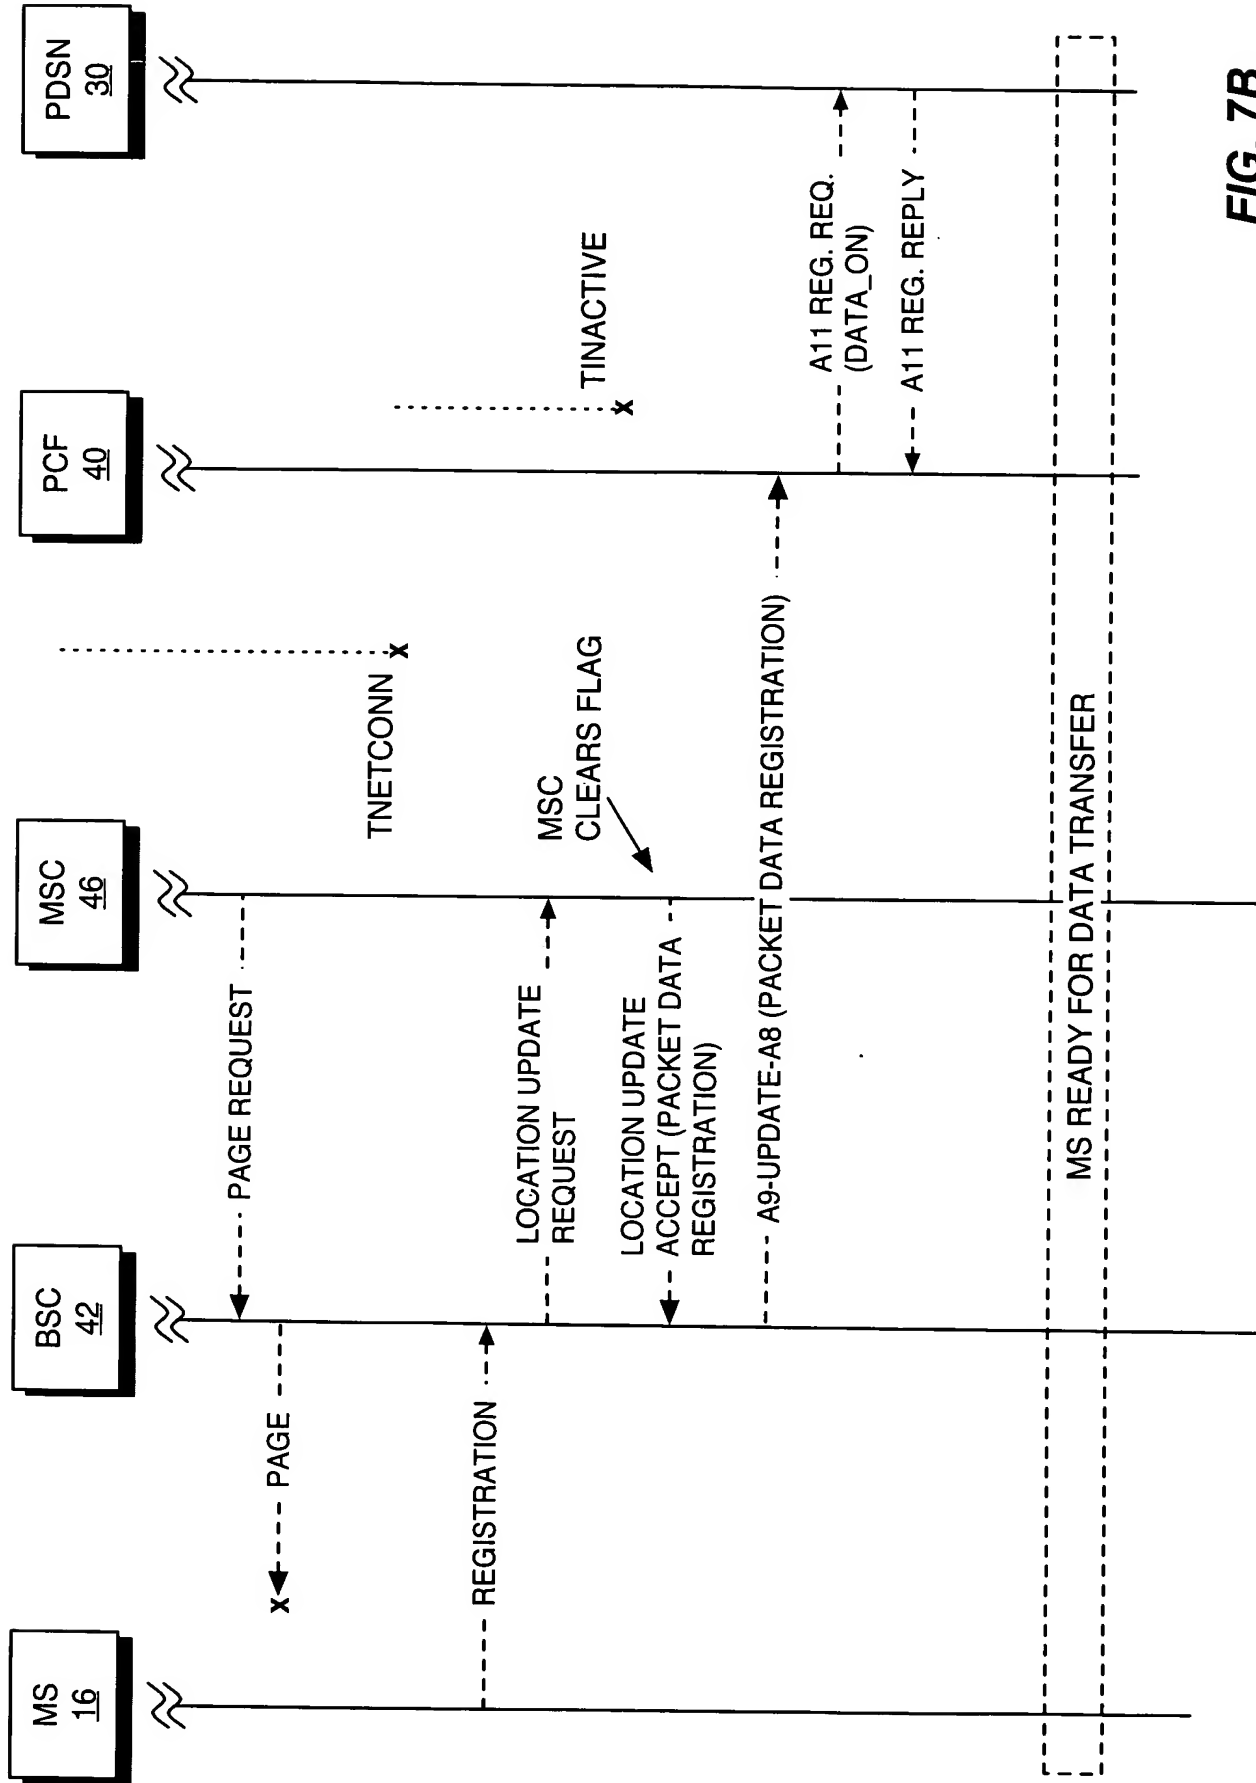 MS
16
BSC
42
MSC
46
PCF
40
PDSN
30
PAGE REQUEST
x
PAGE
TNETCONN
x
REGISTRATION
LOCATION UPDATE
REQUEST
MSC
CLEARS FLAG
TINACTIVE
x
LOCATION UPDATE
ACCEPT (PACKET DATA
REGISTRATION)
A9-UPDATE-A8 (PACKET DATA REGISTRATION)
A11 REG. REQ.
(DATA_ON)
A11 REG. REPLY
MS READY FOR DATA TRANSFER
FIG. 7B